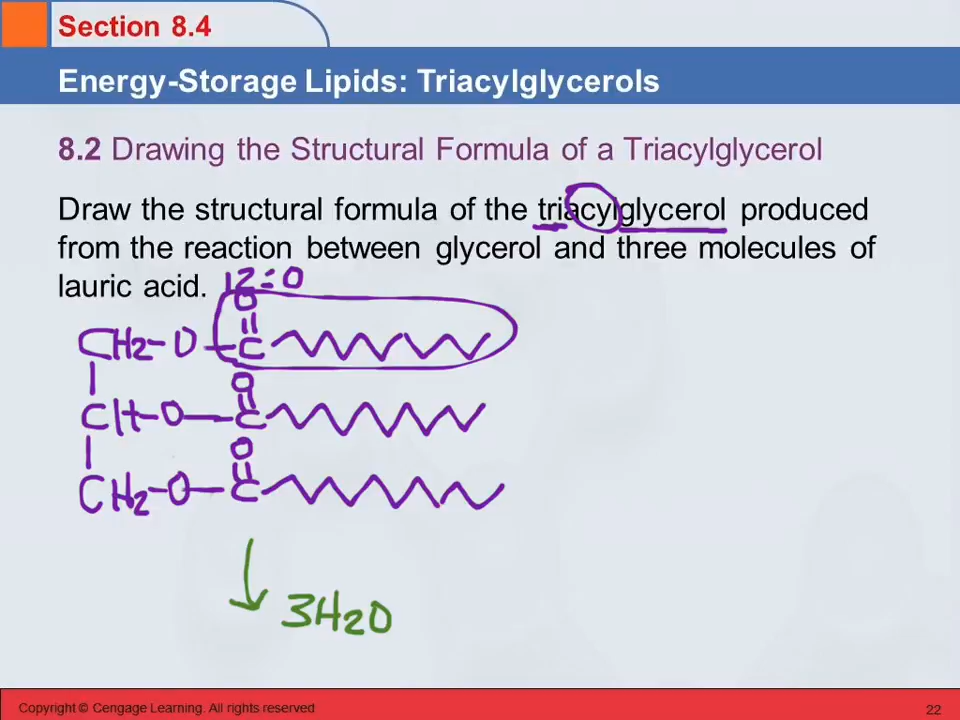 Section 8.4
Energy-Storage Lipids: Triacylglycerols
8.2 Drawing the Structural Formula of a Triacylglycerol
Draw the structural formula of the triacylglycerol produced
from the reaction between glycerol and three molecules of
lauric acid. 12:0
O
CH2-O-C
O
CH-O-C
O
CH2-O-C
3H2O
Copyright © Cengage Learning. All rights reserved
22